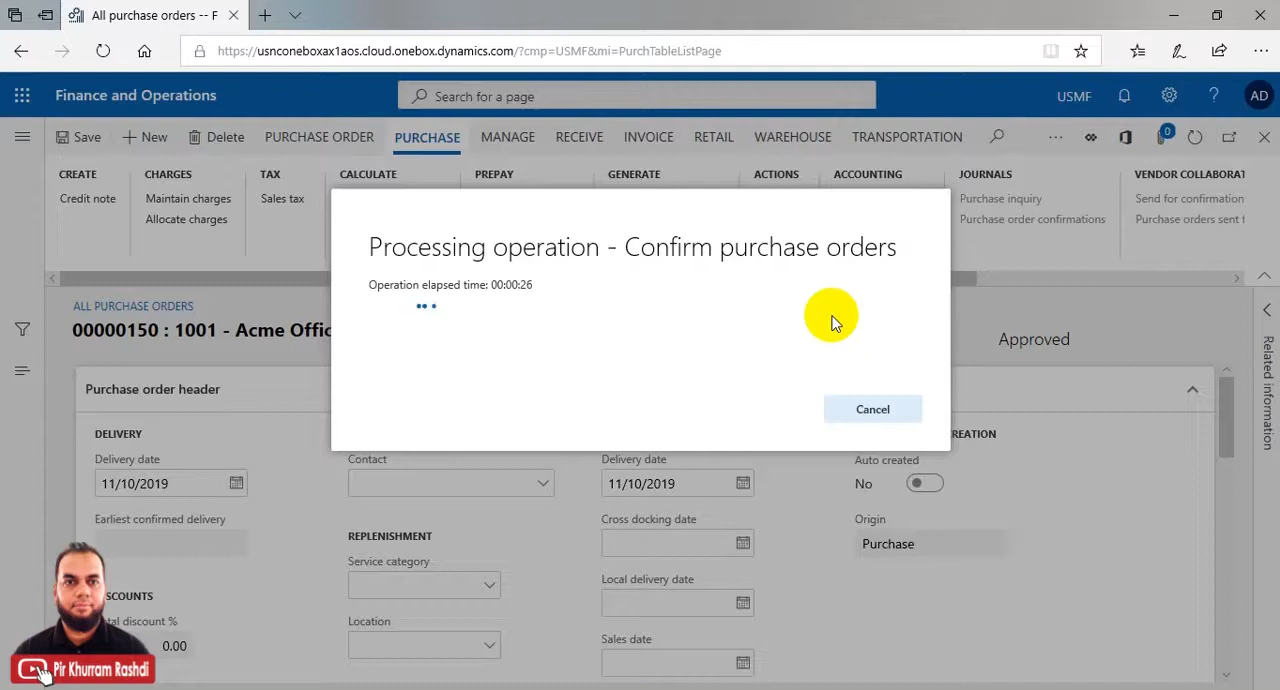 All purchase orders -- F
https://usnconeboxax1aos.cloud.onebox.dynamics.com/?cmp=USMF&mi=PurchTableListPage
Finance and Operations
Search for a page
USMF
?
AD
Save
New
Delete
PURCHASE ORDER
PURCHASE
MANAGE
RECEIVE
INVOICE
RETAIL
WAREHOUSE
TRANSPORTATION
0
CREATE
CHARGES
TAX
CALCULATE
PREPAY
GENERATE
ACTIONS
ACCOUNTING
JOURNALS
VENDOR COLLABORAT
Credit note
Maintain charges
Sales tax
Purchase inquiry
Send for confirmation
Allocate charges
Purchase order confirmations
Purchase orders sent f
Processing operation - Confirm purchase orders
Operation elapsed time: 00:00:26
Cancel
ALL PURCHASE ORDERS
00000150 : 1001 - Acme Offic
Approved
Related information
Purchase order header
DELIVERY
REATION
Delivery date
Contact
Delivery date
Auto created
11/10/2019
11/10/2019
No
Earliest confirmed delivery
Cross docking date
Origin
REPLENISHMENT
Purchase
Service category
Local delivery date
SCOUNTS
tal discount %
Location
Sales date
0.00
Pir Khurram Rashdi